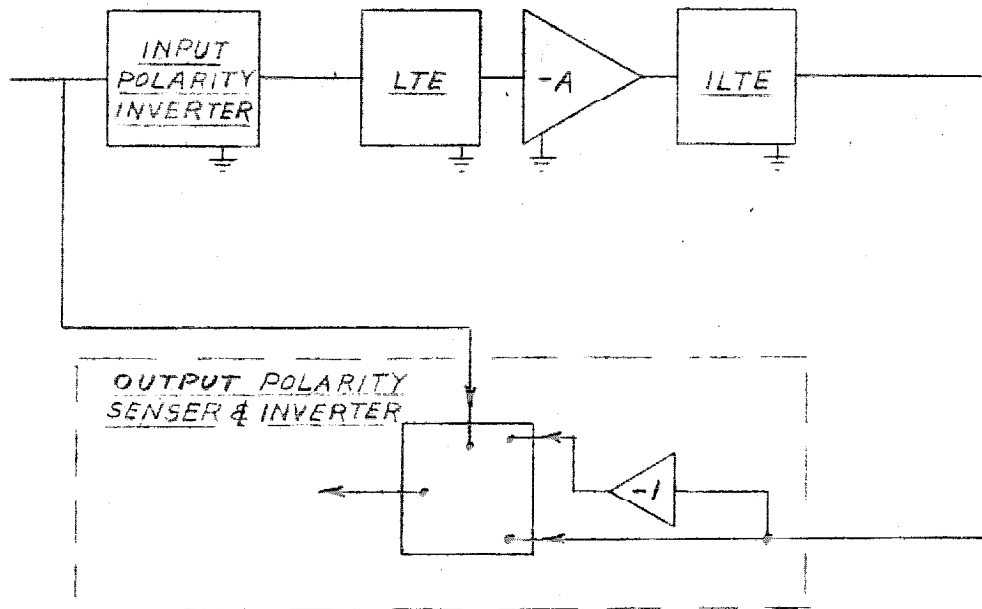 INPUT
POLARITY
INVERTER
LTE
-A
ILTE
OUTPUT POLARITY
SENSER & INVERTER
-1